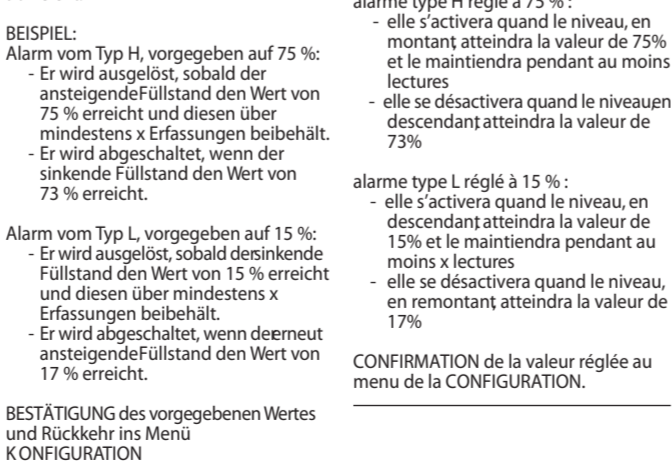 BEISPIEL:
Alarm vom Typ H, vorgegeben auf 75 %:
- Er wird ausgelöst, sobald der
ansteigendeFüllstand den Wert von
75 % erreicht und diesen über
mindestens x Erfassungen beibehält.
- Er wird abgeschaltet, wenn der
sinkende Füllstand den Wert von
73 % erreicht.
Alarm vom Typ L, vorgegeben auf 15 %:
- Er wird ausgelöst, sobald dersinkende
Füllstand den Wert von 15 % erreicht
und diesen über mindestens x
Erfassungen beibehält.
- Er wird abgeschaltet, wenn dererneut
ansteigendeFüllstand den Wert von
17 % erreicht.
BESTÄTIGUNG des vorgegebenen Wertes
und Rückkehr ins Menü
KONFIGURATION
alarme type H réglé à 75 % :
- elle s’activera quand le niveau, en
montant, atteindra la valeur de 75%
et le maintiendra pendant au moins
lectures
- elle se désactivera quand le niveau,en
descendant, atteindra la valeur de
73%
alarme type L réglé à 15 % :
- elle s’activera quand le niveau, en
descendant, atteindra la valeur de
15% et le maintiendra pendant au
moins x lectures
- elle se désactivera quand le niveau,
en remontant, atteindra la valeur de
17%
CONFIRMATION de la valeur réglée au
menu de la CONFIGURATION.